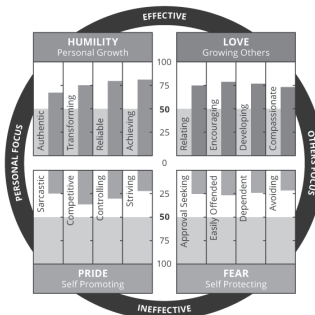 EFFECTIVE
HUMILITY
Personal Growth
LOVE
Growing Others
PERSONAL FOCUS
OTHERS FOCUS
100
75
50
25
0
25
50
75
100
Authentic
Transforming
Reliable
Achieving
Relating
Encouraging
Developing
Compassionate
Sarcastic
Competitive
Controlling
Striving
Approval Seeking
Easily Offended
Dependent
Avoiding
PRIDE
Self Promoting
FEAR
Self Protecting
INEFFECTIVE